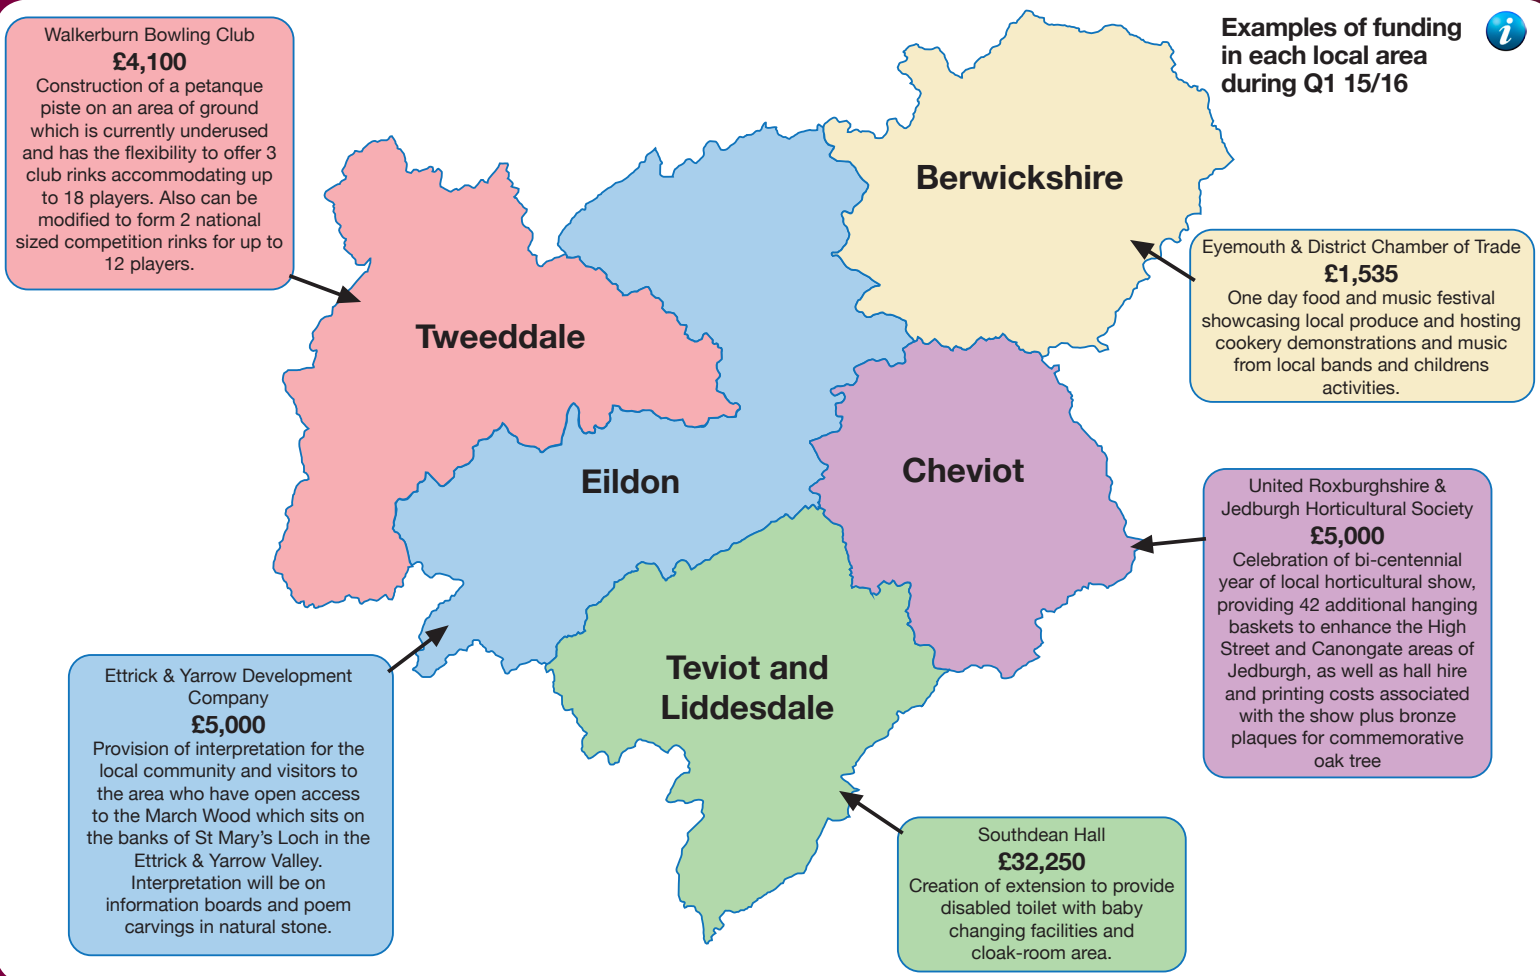 Examples of funding
in each local area
during Q1 15/16
i
Walkerburn Bowling Club
£4,100
Construction of a petanque
piste on an area of ground
which is currently underused
and has the flexibility to offer 3
club rinks accommodating up
to 18 players. Also can be
modified to form 2 national
sized competition rinks for up to
12 players.
Berwickshire
Eyemouth & District Chamber of Trade
£1,535
One day food and music festival
showcasing local produce and hosting
cookery demonstrations and music
from local bands and childrens
activities.
Tweeddale
Eildon
Cheviot
United Roxburghshire &
Jedburgh Horticultural Society
£5,000
Celebration of bi-centennial
year of local horticultural show,
providing 42 additional hanging
baskets to enhance the High
Street and Canongate areas of
Jedburgh, as well as hall hire
and printing costs associated
with the show plus bronze
plaques for commemorative
oak tree
Ettrick & Yarrow Development
Company
£5,000
Provision of interpretation for the
local community and visitors to
the area who have open access
to the March Wood which sits on
the banks of St Mary’s Loch in the
Ettrick & Yarrow Valley.
Interpretation will be on
information boards and poem
carvings in natural stone.
Teviot and
Liddesdale
Southdean Hall
£32,250
Creation of extension to provide
disabled toilet with baby
changing facilities and
cloak-room area.